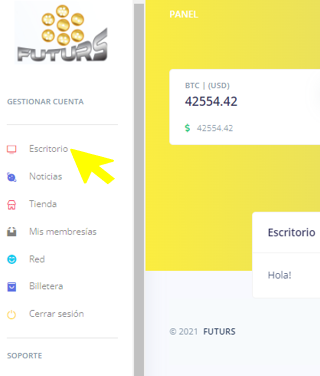 FUTURS
GESTIONAR CUENTA
Escritorio
Noticias
Tienda
Mis membresías
Red
Billetera
Cerrar sesión
SOPORTE
PANEL
BTC | (USD)
42554.42
$ 42554.42
Escritorio
Hola!
© 2021 FUTURS